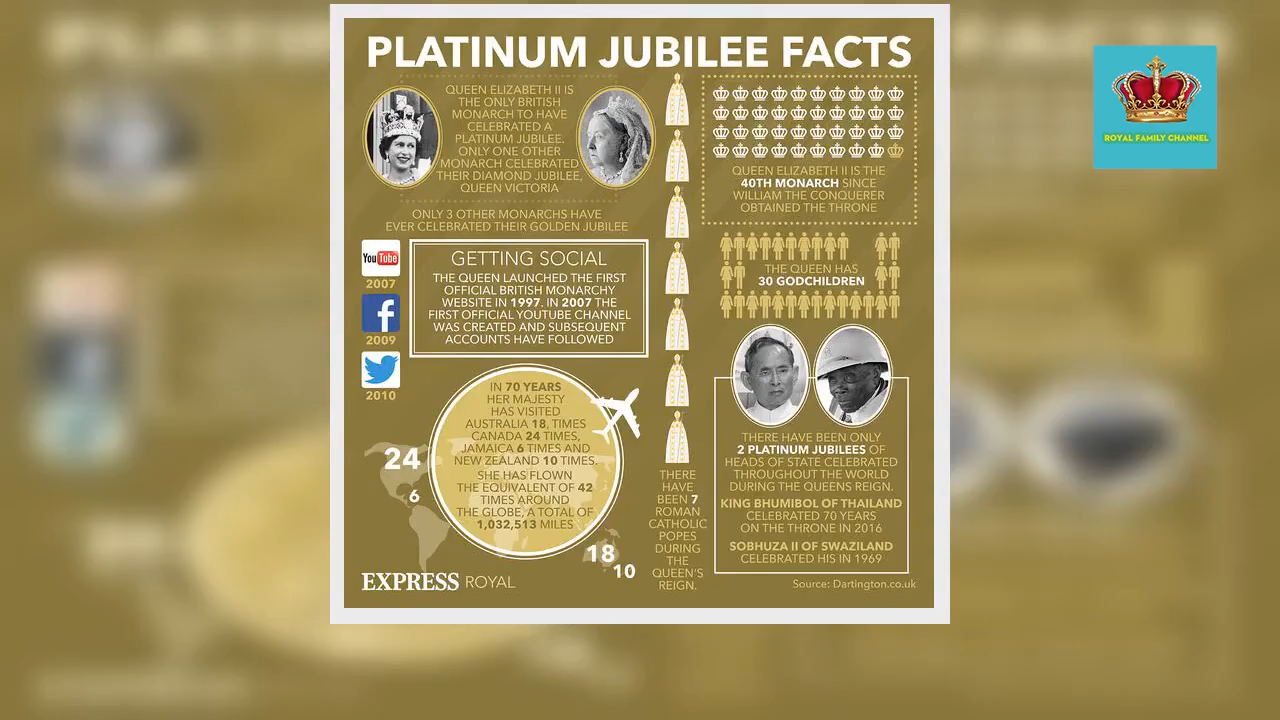 PLATINUM JUBILEE FACTS
QUEEN ELIZABETH II IS
THE ONLY BRITISH
MONARCH TO HAVE
CELEBRATED A
PLATINUM JUBILEE.
ONLY ONE OTHER
MONARCH CELEBRATED
THEIR DIAMOND JUBILEE,
QUEEN VICTORIA
ONLY 3 OTHER MONARCHS HAVE
EVER CELEBRATED THEIR GOLDEN JUBILEE
YouTube
2007
f
2009
2010
GETTING SOCIAL
THE QUEEN LAUNCHED THE FIRST
OFFICIAL BRITISH MONARCHY
WEBSITE IN 1997. IN 2007 THE
FIRST OFFICIAL YOUTUBE CHANNEL
WAS CREATED AND SUBSEQUENT
ACCOUNTS HAVE FOLLOWED
IN 70 YEARS
HER MAJESTY
HAS VISITED
AUSTRALIA 18, TIMES
CANADA 24 TIMES,
JAMAICA 6 TIMES AND
NEW ZEALAND 10 TIMES.
SHE HAS FLOWN
THE EQUIVALENT OF 42
TIMES AROUND
THE GLOBE, A TOTAL OF
1,032,513 MILES
24
6
18
10
EXPRESS ROYAL
THERE
HAVE
BEEN 7
ROMAN
CATHOLIC
POPES
DURING
THE
QUEEN'S
REIGN.
QUEEN ELIZABETH II IS THE
40TH MONARCH SINCE
WILLIAM THE CONQUERER
OBTAINED THE THRONE
THE QUEEN HAS
30 GODCHILDREN
THERE HAVE BEEN ONLY
2 PLATINUM JUBILEES OF
HEADS OF STATE CELEBRATED
THROUGHOUT THE WORLD
DURING THE QUEENS REIGN.
KING BHUMIBOL OF THAILAND
CELEBRATED 70 YEARS
ON THE THRONE IN 2016
SOBHUZA II OF SWAZILAND
CELEBRATED HIS IN 1969
Source: Dartington.co.uk
ROYAL FAMILY CHANNEL